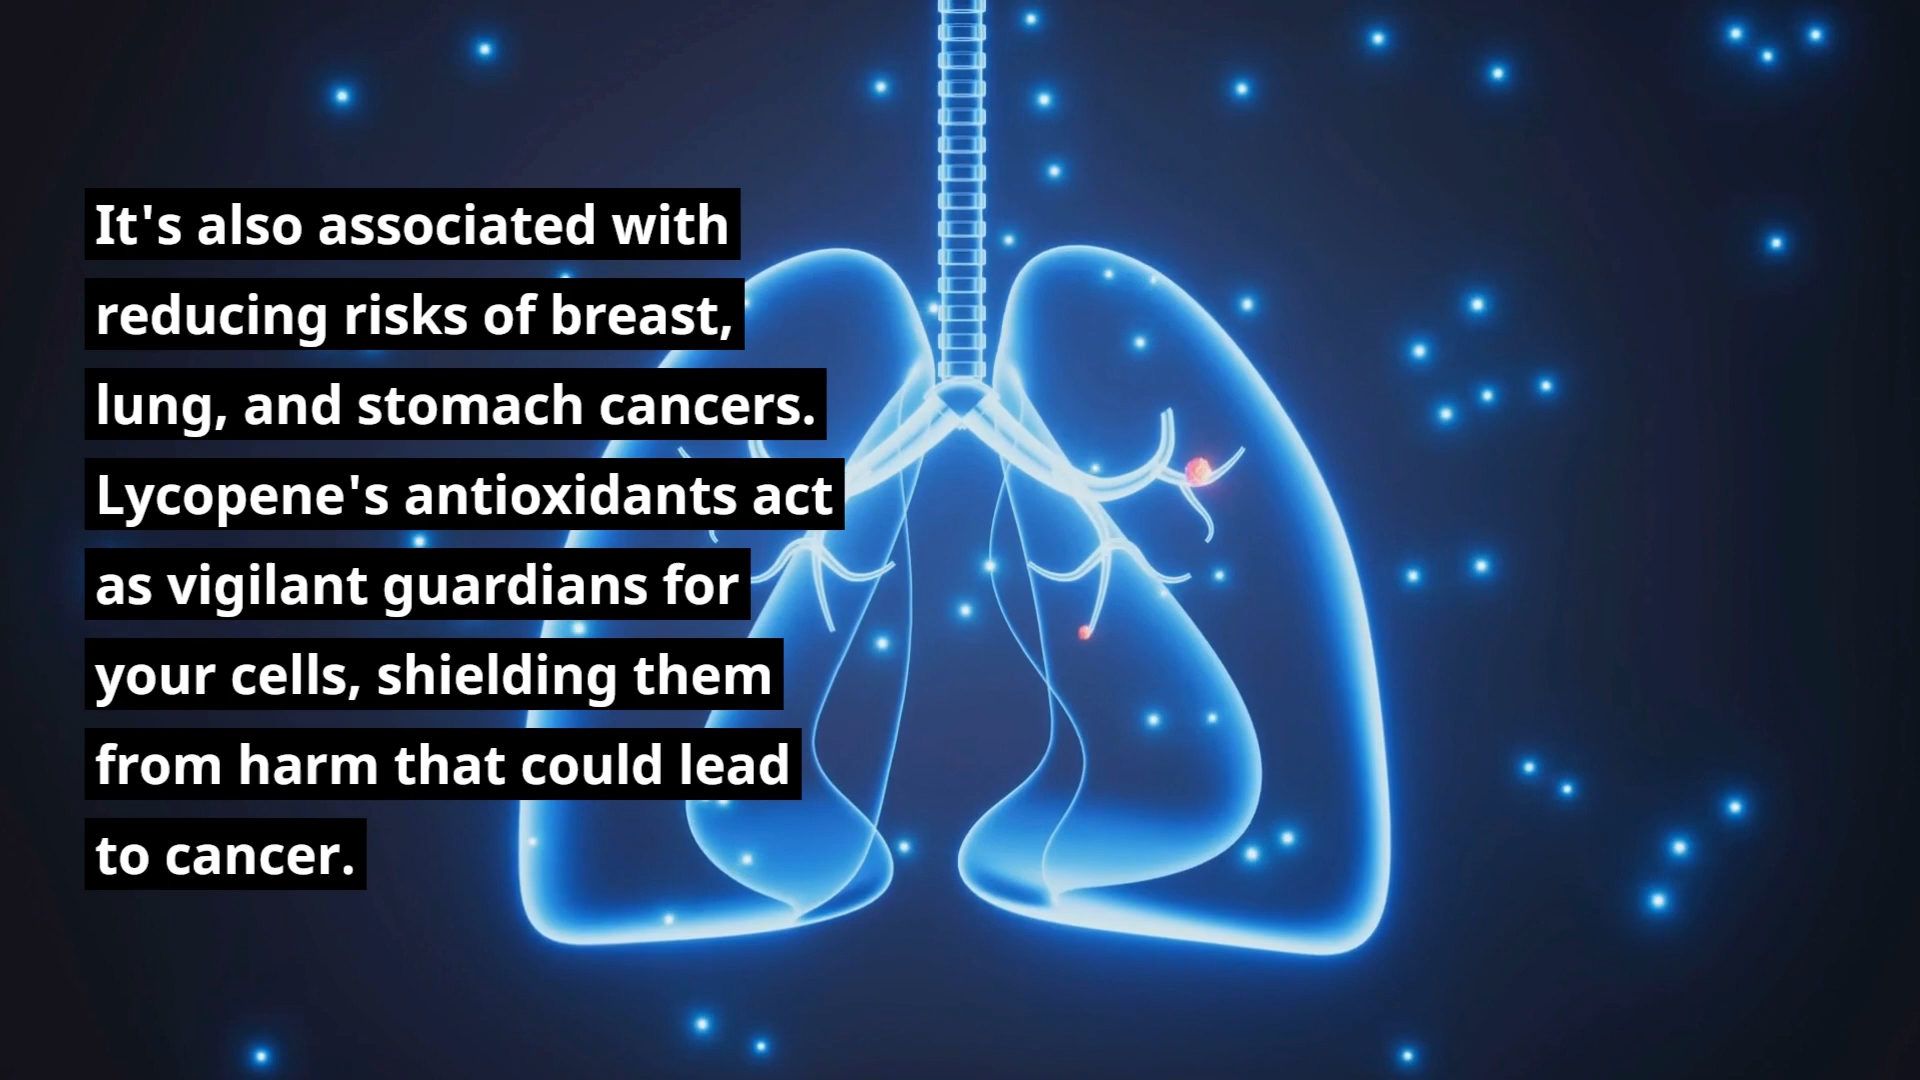 It's also associated with
reducing risks of breast,
lung, and stomach cancers.
Lycopene's antioxidants act
as vigilant guardians for
your cells, shielding them
from harm that could lead
to cancer.